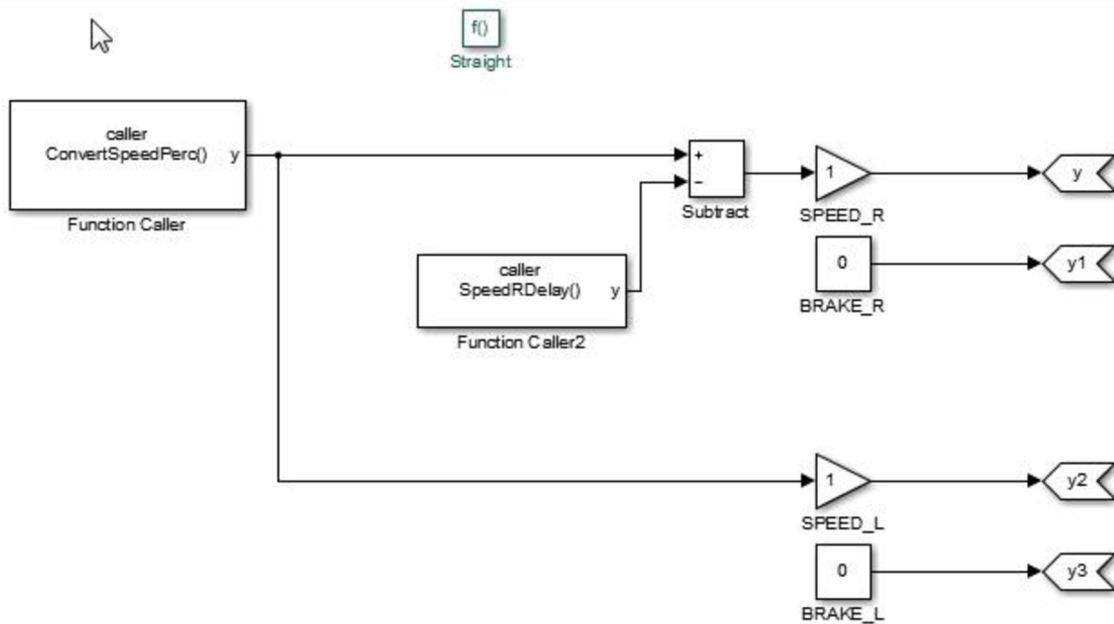 f()
Straight
caller
ConvertSpeedPerc()
y
Function Caller
+
−
Subtract
1
SPEED_R
y
0
BRAKE_R
y1
caller
SpeedRDelay()
y
Function Caller2
1
SPEED_L
y2
0
BRAKE_L
y3